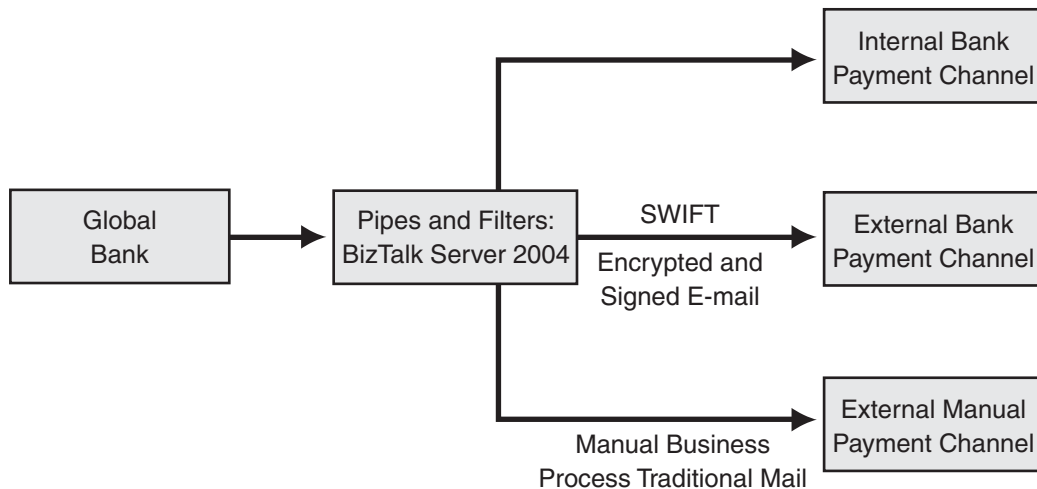 Internal Bank
Payment Channel
Global
Bank
Pipes and Filters:
BizTalk Server 2004
SWIFT
Encrypted and
Signed E-mail
External Bank
Payment Channel
External Manual
Payment Channel
Manual Business
Process Traditional Mail